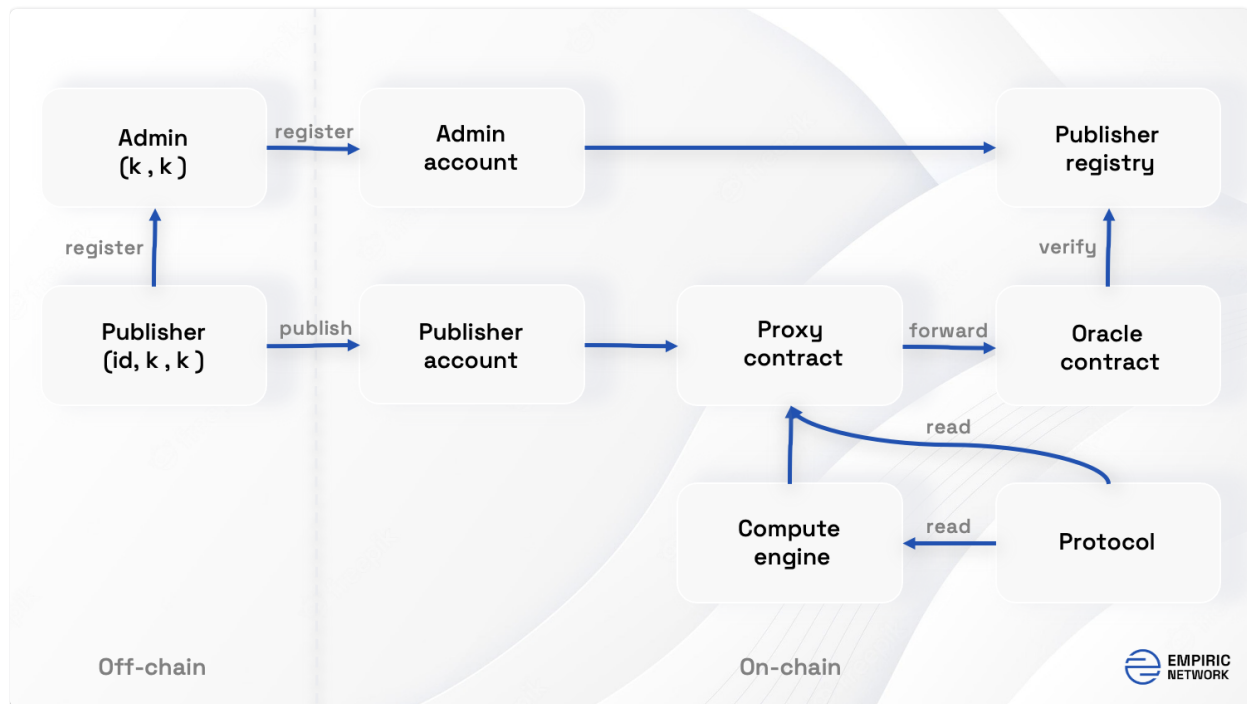 Admin
(k , k )
register
Admin
account
Publisher
registry
register
verify
Publisher
(id, k , k )
publish
Publisher
account
Proxy
contract
forward
Oracle
contract
read
Compute
engine
read
Protocol
Off-chain
On-chain
EMPIRIC
NETWORK